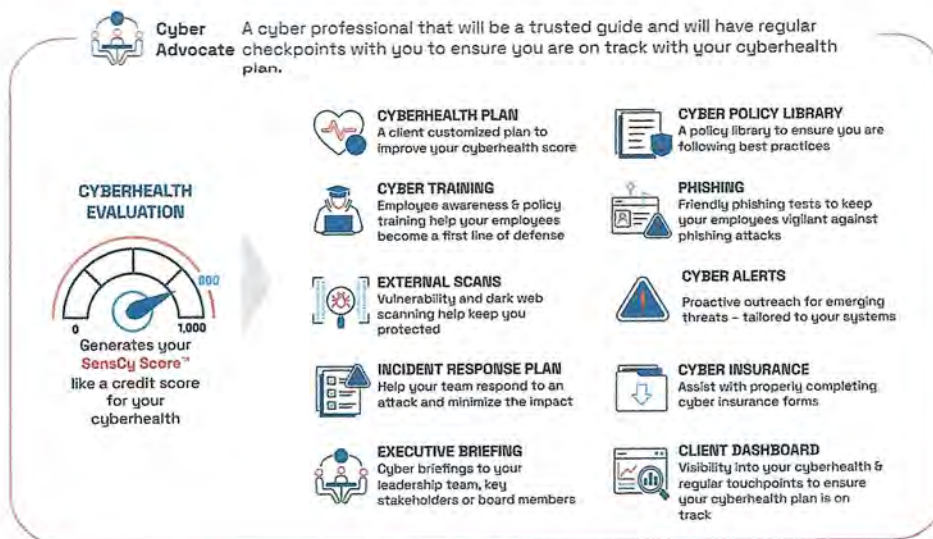 Cyber Advocate
A cyber professional that will be a trusted guide and will have regular
checkpoints with you to ensure you are on track with your cyberhealth
plan.
CYBERHEALTH
EVALUATION
800
0
1,000
Generates your
SensCy Score™
like a credit score
for your
cyberhealth
CYBERHEALTH PLAN
A client customized plan to
improve your cyberhealth score
CYBER TRAINING
Employee awareness & policy
training help your employees
become a first line of defense
EXTERNAL SCANS
Vulnerability and dark web
scanning help keep you
protected
INCIDENT RESPONSE PLAN
Help your team respond to an
attack and minimize the impact
EXECUTIVE BRIEFING
Cyber briefings to your
leadership team, key
stakeholders or board members
CYBER POLICY LIBRARY
A policy library to ensure you are
following best practices
PHISHING
Friendly phishing tests to keep
your employees vigilant against
phishing attacks
CYBER ALERTS
Proactive outreach for emerging
threats – tailored to your systems
CYBER INSURANCE
Assist with properly completing
cyber insurance forms
CLIENT DASHBOARD
Visibility into your cyberhealth &
regular touchpoints to ensure
your cyberhealth plan is on
track